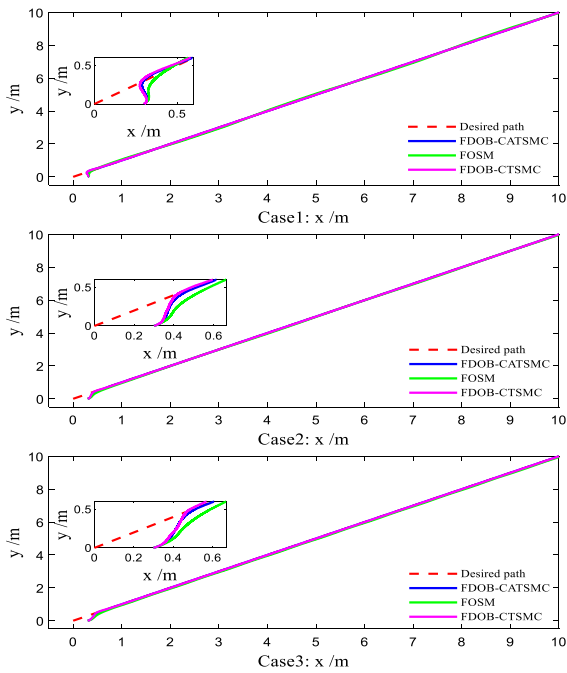 10
8
6
4
2
0
y /m
0.5
0
y /m
0 0.5
x /m
Desired path
FDOB-CATSMC
FOSM
FDOB-CTSMC
0 1 2 3 4 5 6 7 8 9 10
Case1: x /m
10
8
6
4
2
0
y /m
0.5
0
y /m
0 0.2 0.4 0.6
x /m
Desired path
FDOB-CATSMC
FOSM
FDOB-CTSMC
0 1 2 3 4 5 6 7 8 9 10
Case2: x /m
10
8
6
4
2
0
y /m
0.5
0
y /m
0 0.2 0.4 0.6
x /m
Desired path
FDOB-CATSMC
FOSM
FDOB-CTSMC
0 1 2 3 4 5 6 7 8 9 10
Case3: x /m